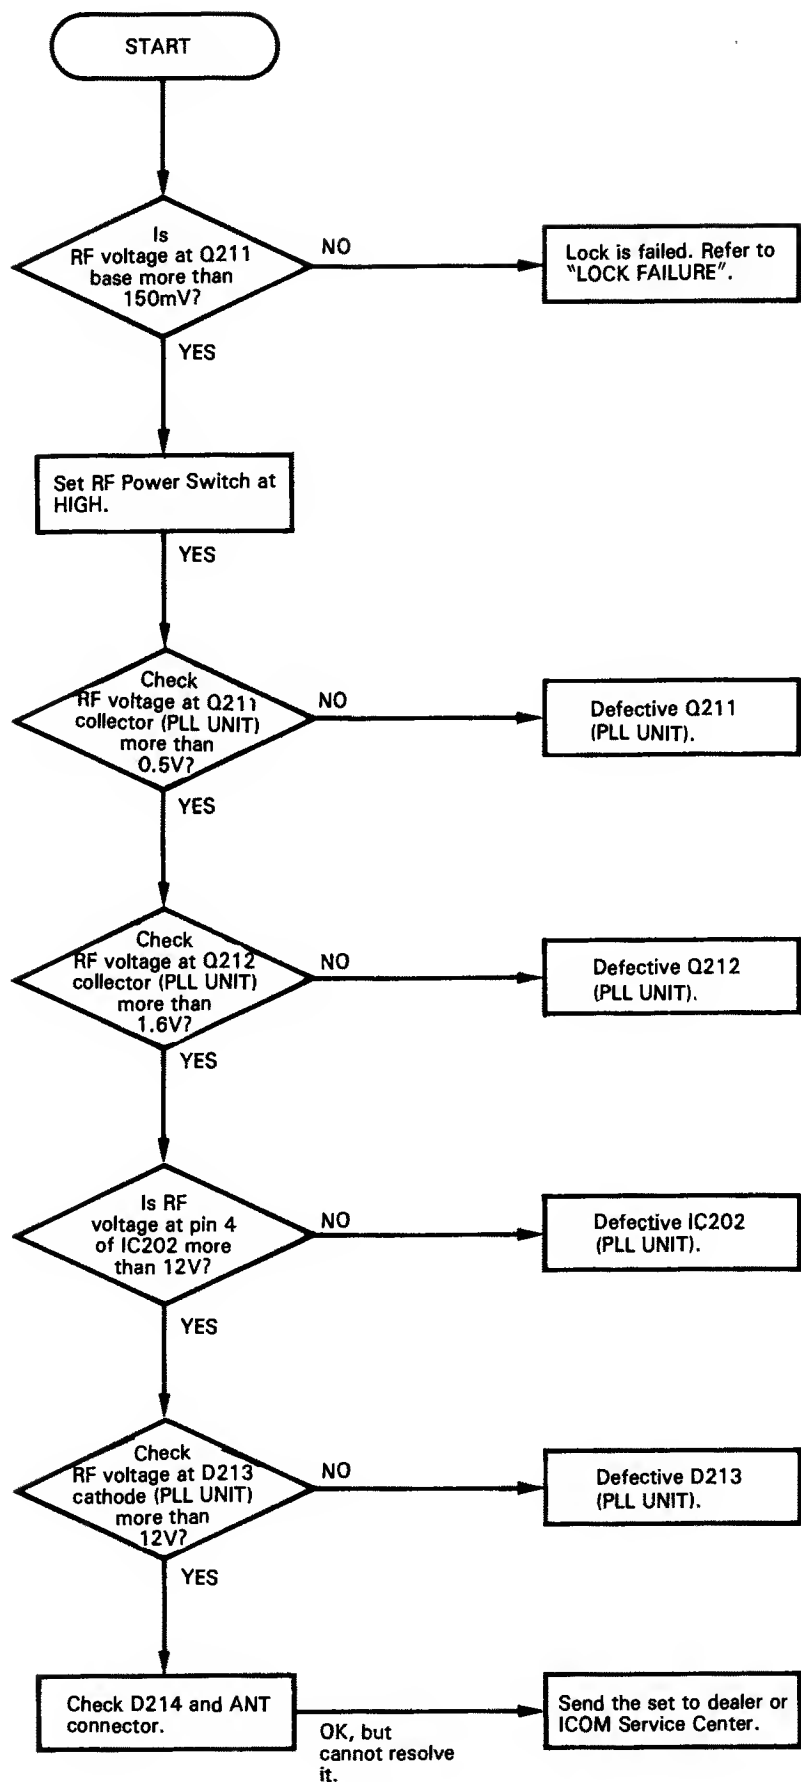 START
Is
RF voltage at Q211
base more than
150mV?
NO
Lock is failed. Refer to
"LOCK FAILURE".
YES
Set RF Power Switch at
HIGH.
YES
Check
RF voltage at Q211
collector (PLL UNIT)
more than
0.5V?
NO
Defective Q211
(PLL UNIT).
YES
Check
RF voltage at Q212
collector (PLL UNIT)
more than
1.6V?
NO
Defective Q212
(PLL UNIT).
YES
Is RF
voltage at pin 4
of IC202 more
than 12V?
NO
Defective IC202
(PLL UNIT).
YES
Check
RF voltage at D213
cathode (PLL UNIT)
more than
12V?
NO
Defective D213
(PLL UNIT).
YES
Check D214 and ANT
connector.
OK, but
cannot resolve
it.
Send the set to dealer or
ICOM Service Center.